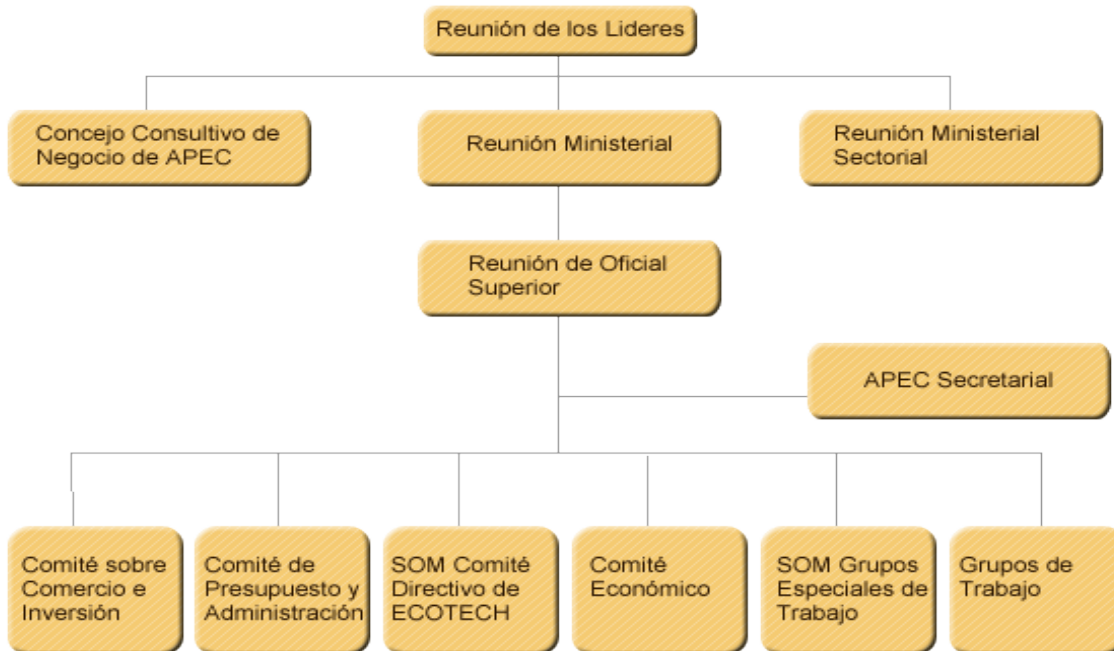 Reunión de los Lideres
Concejo Consultivo de
Negocio de APEC
Reunión Ministerial
Reunión Ministerial
Sectorial
Reunión de Oficial
Superior
APEC Secretarial
Comité sobre
Comercio e
Inversión
Comité de
Presupuesto y
Administración
SOM Comité
Directivo de
ECOTECH
Comité
Económico
SOM Grupos
Especiales de
Trabajo
Grupos de
Trabajo